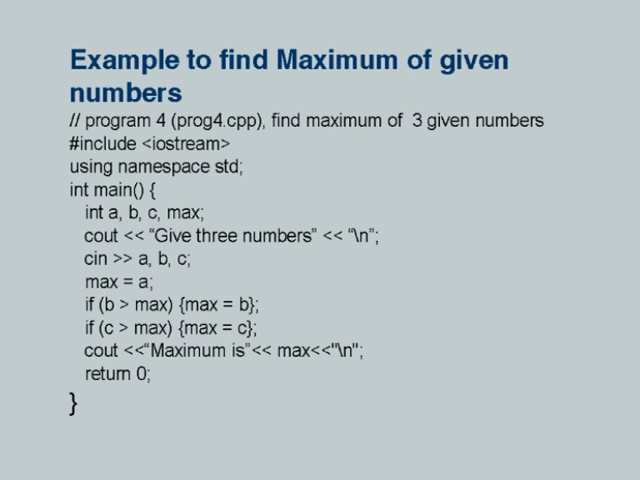 Example to find Maximum of given
numbers
// program 4 (prog4.cpp), find maximum of 3 given numbers
#include <iostream>
using namespace std;
int main() {
int a, b, c, max;
cout << “Give three numbers” << “\n”;
cin >> a, b, c;
max = a;
if (b > max) {max = b};
if (c > max) {max = c};
cout <<“Maximum is”<< max<<"\n";
return 0;
}